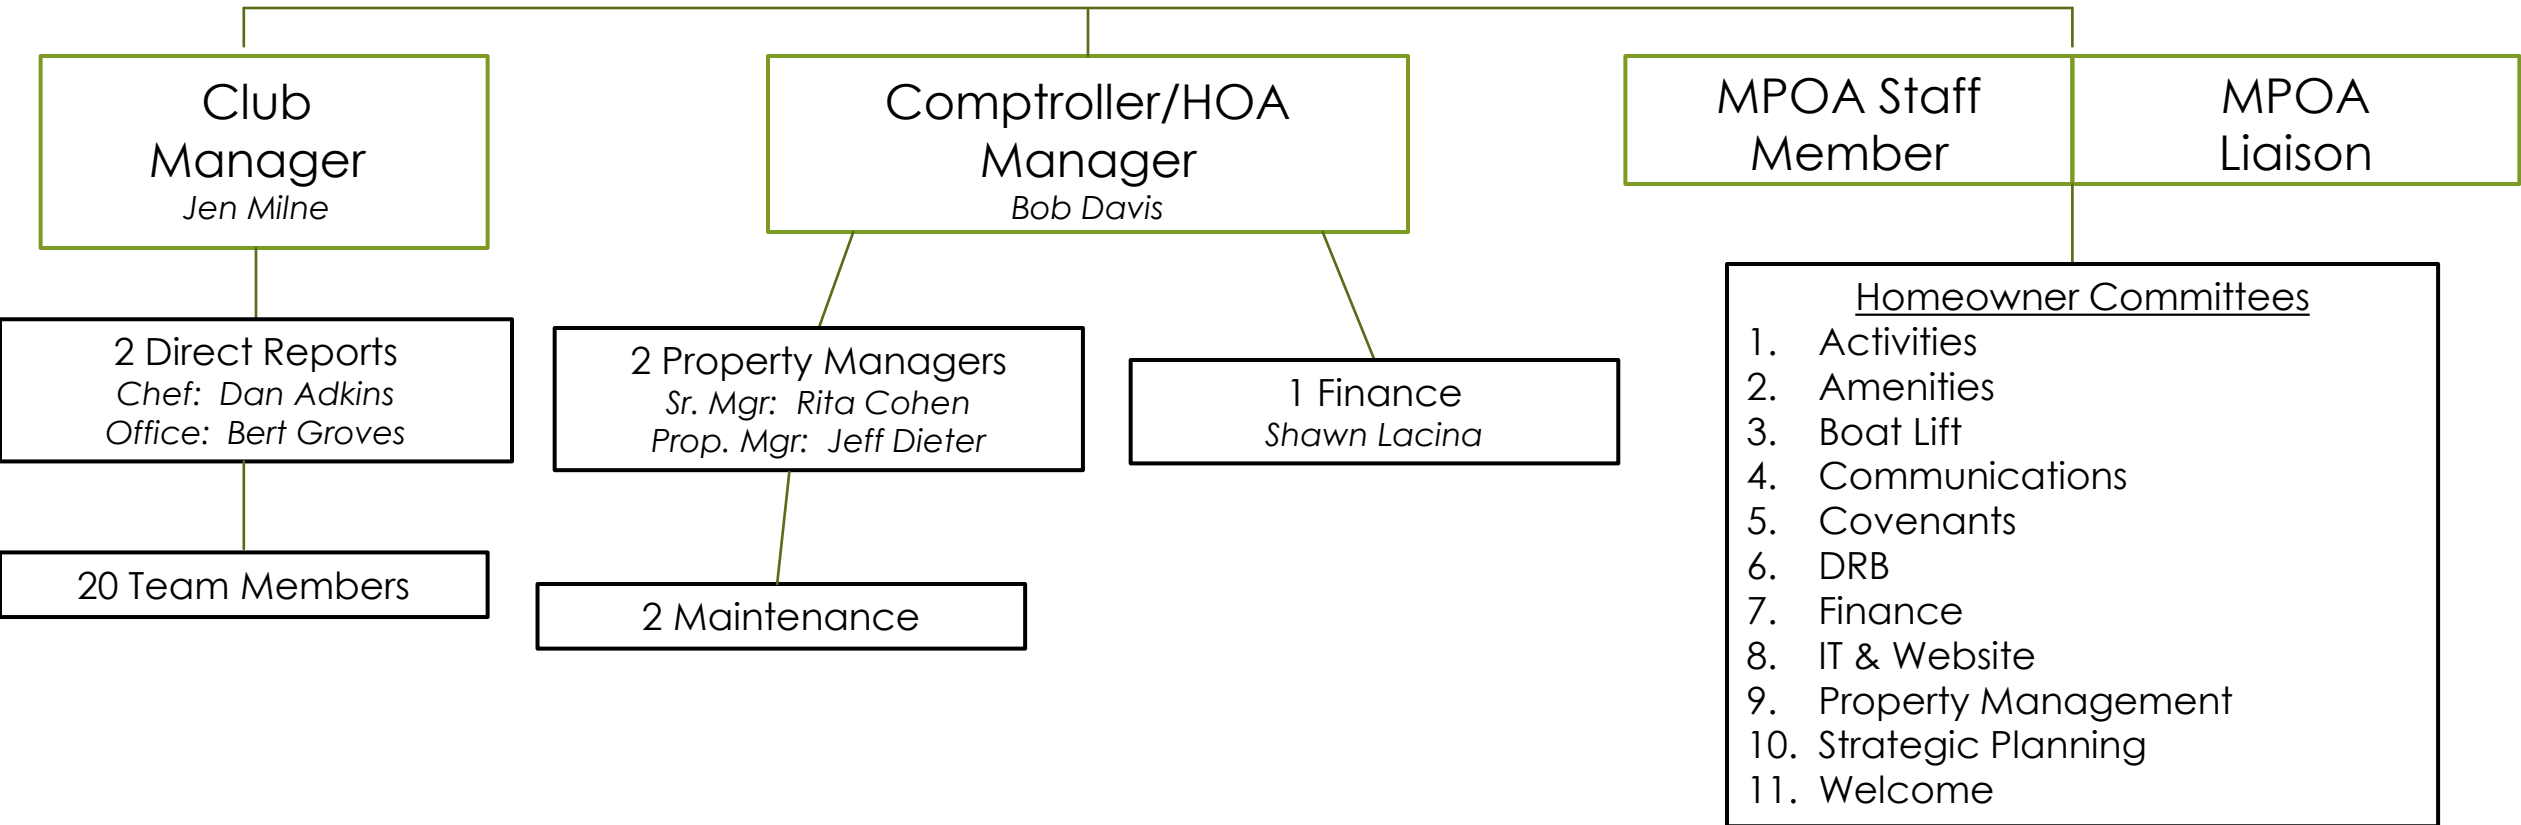 Club
Manager
Jen Milne
2 Direct Reports
Chef:  Dan Adkins
Office:  Bert Groves
20 Team Members
Comptroller/HOA
Manager
Bob Davis
2 Property Managers
Sr. Mgr:  Rita Cohen
Prop. Mgr:  Jeff Dieter
2 Maintenance
1 Finance
Shawn Lacina
MPOA Staff
Member
MPOA
Liaison
Homeowner Committees
1. Activities
2. Amenities
3. Boat Lift
4. Communications
5. Covenants
6. DRB
7. Finance
8. IT & Website
9. Property Management
10. Strategic Planning
11. Welcome